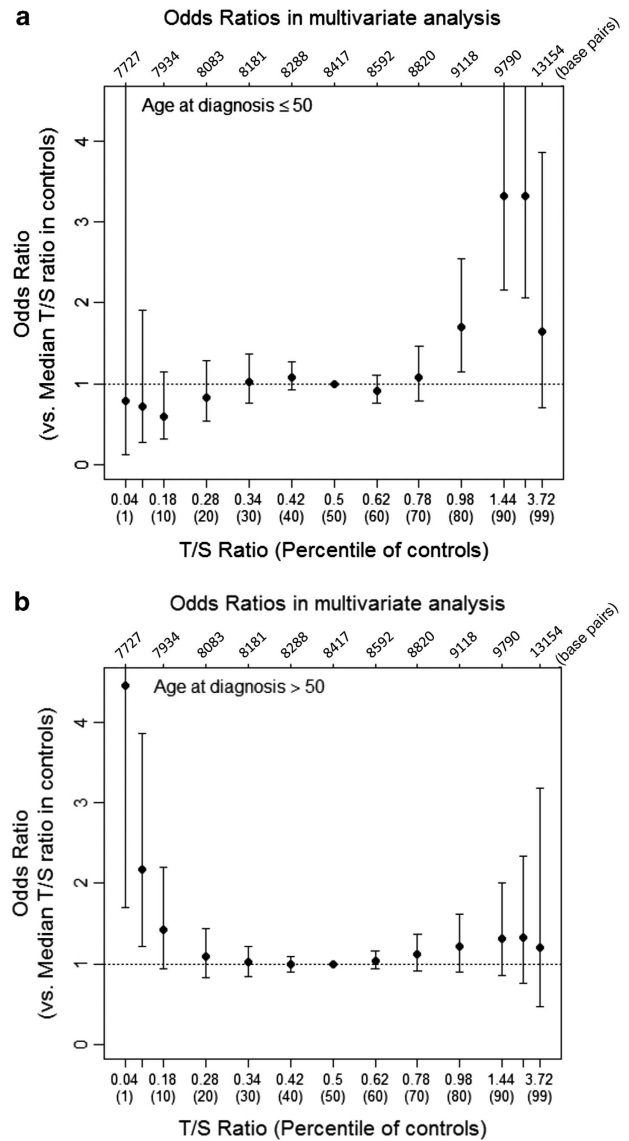 a
Odds Ratios in multivariate analysis
7727 7934 8083 8181 8288 8417 8592 8820 9118 9790 13154 (base pairs)
Age at diagnosis ≤ 50
Odds Ratio
(vs. Median T/S ratio in controls)
4
3
2
1
0
0.04 0.18 0.28 0.34 0.42 0.5 0.62 0.78 0.98 1.44 3.72
(1) (10) (20) (30) (40) (50) (60) (70) (80) (90) (99)
T/S Ratio (Percentile of controls)
b
Odds Ratios in multivariate analysis
7727 7934 8083 8181 8288 8417 8592 8820 9118 9790 13154 (base pairs)
Age at diagnosis > 50
Odds Ratio
(vs. Median T/S ratio in controls)
4
3
2
1
0
0.04 0.18 0.28 0.34 0.42 0.5 0.62 0.78 0.98 1.44 3.72
(1) (10) (20) (30) (40) (50) (60) (70) (80) (90) (99)
T/S Ratio (Percentile of controls)